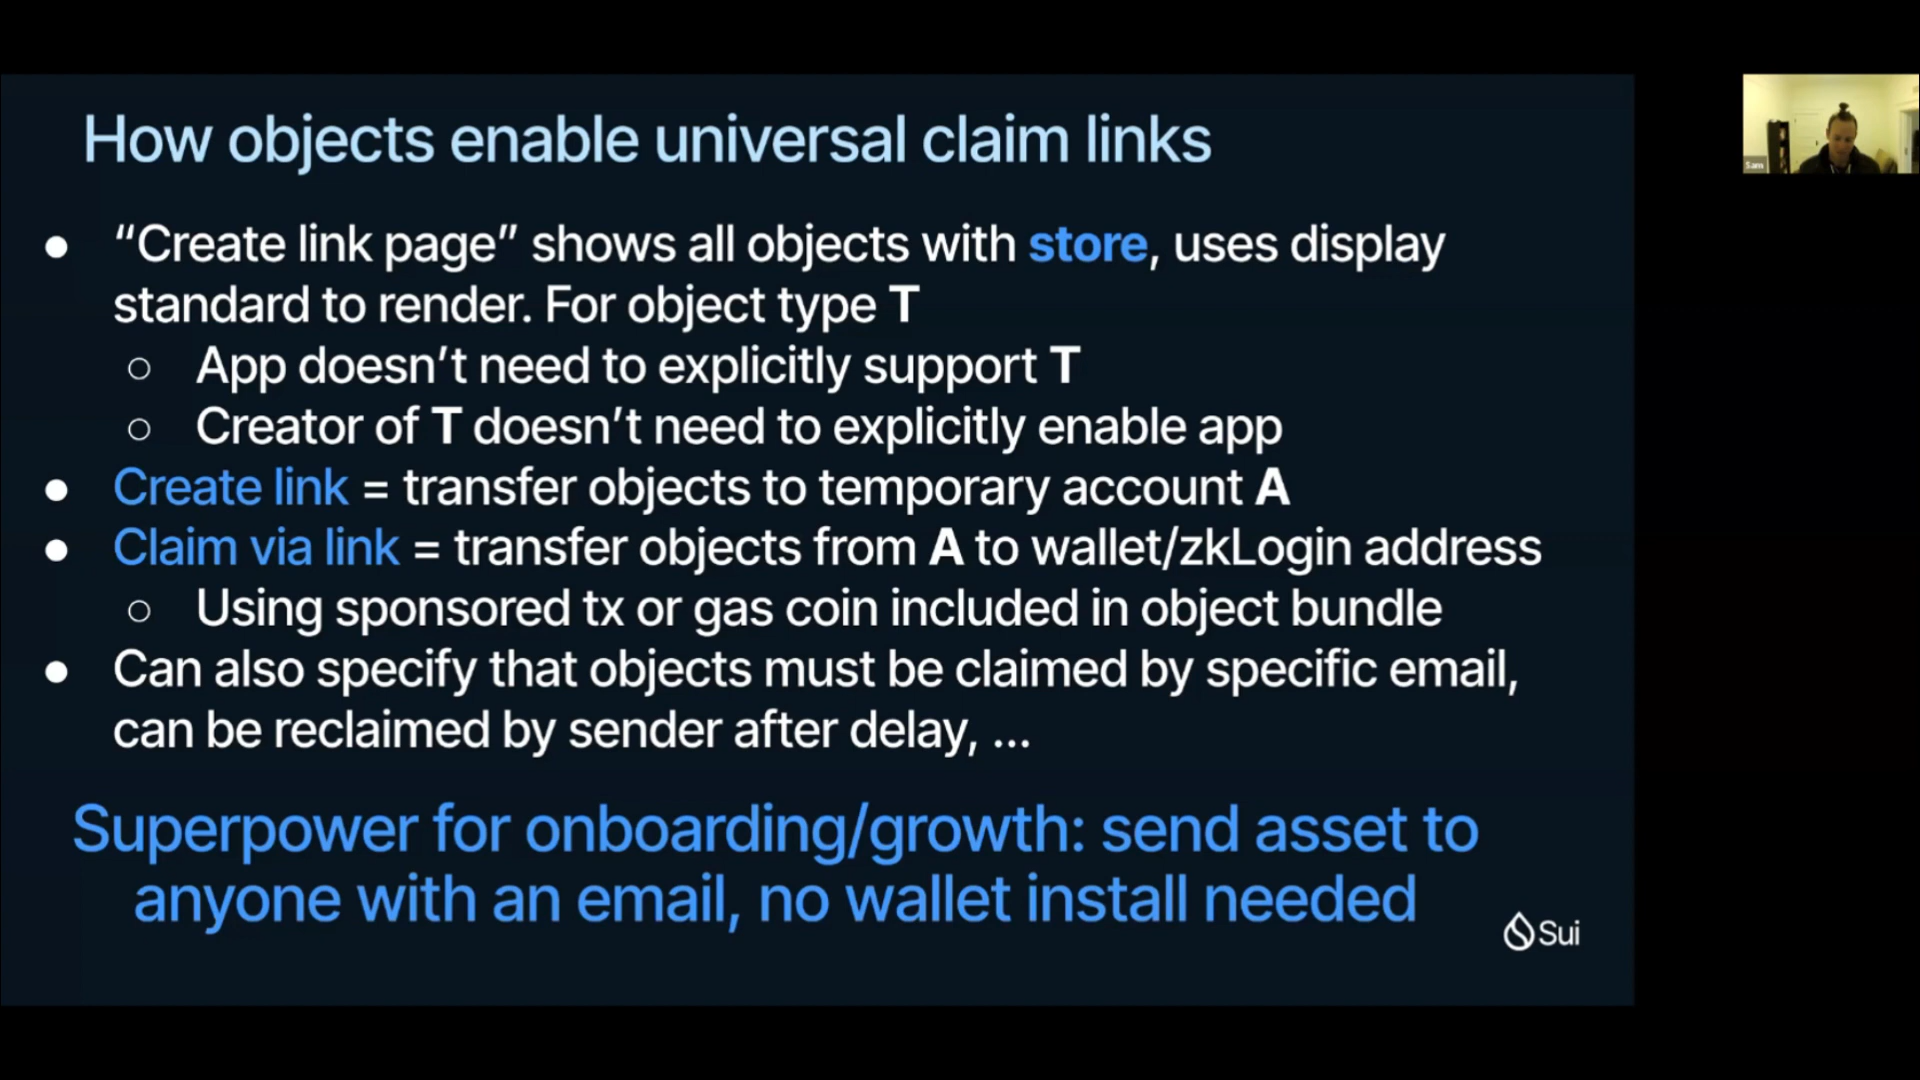 How objects enable universal claim links
● “Create link page” shows all objects with store, uses display
standard to render. For object type T
○ App doesn’t need to explicitly support T
○ Creator of T doesn’t need to explicitly enable app
● Create link = transfer objects to temporary account A
● Claim via link = transfer objects from A to wallet/zkLogin address
○ Using sponsored tx or gas coin included in object bundle
● Can also specify that objects must be claimed by specific email,
can be reclaimed by sender after delay, ...
Superpower for onboarding/growth: send asset to
anyone with an email, no wallet install needed
Sui
Sam